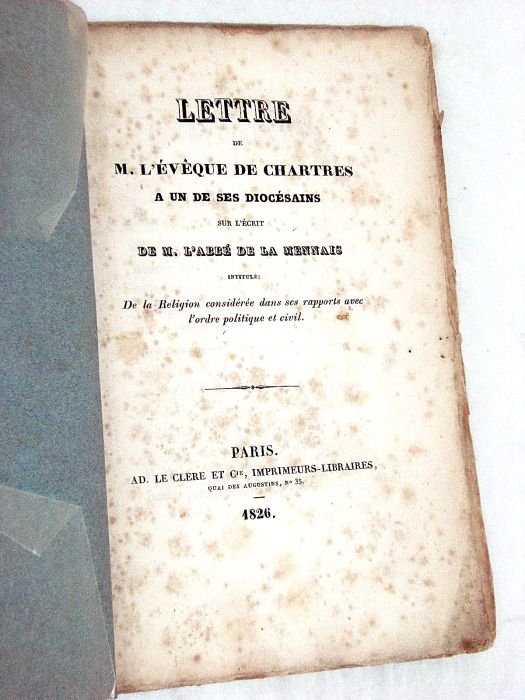 LETTRE
DE
M. L'ÉVÊQUE DE CHARTRES
A UN DE SES DIOCÉSAINS
SUR L'ÉCRIT
DE M. L'ABBÉ DE LA MENNAIS
INTITULÉ:
De la Religion considérée dans ses rapports avec
l'ordre politique et civil.
PARIS.
AD. LE CLERE ET Cie, IMPRIMEURS-LIBRAIRES,
QUAI DES AUGUSTINS, No 35.
1826.